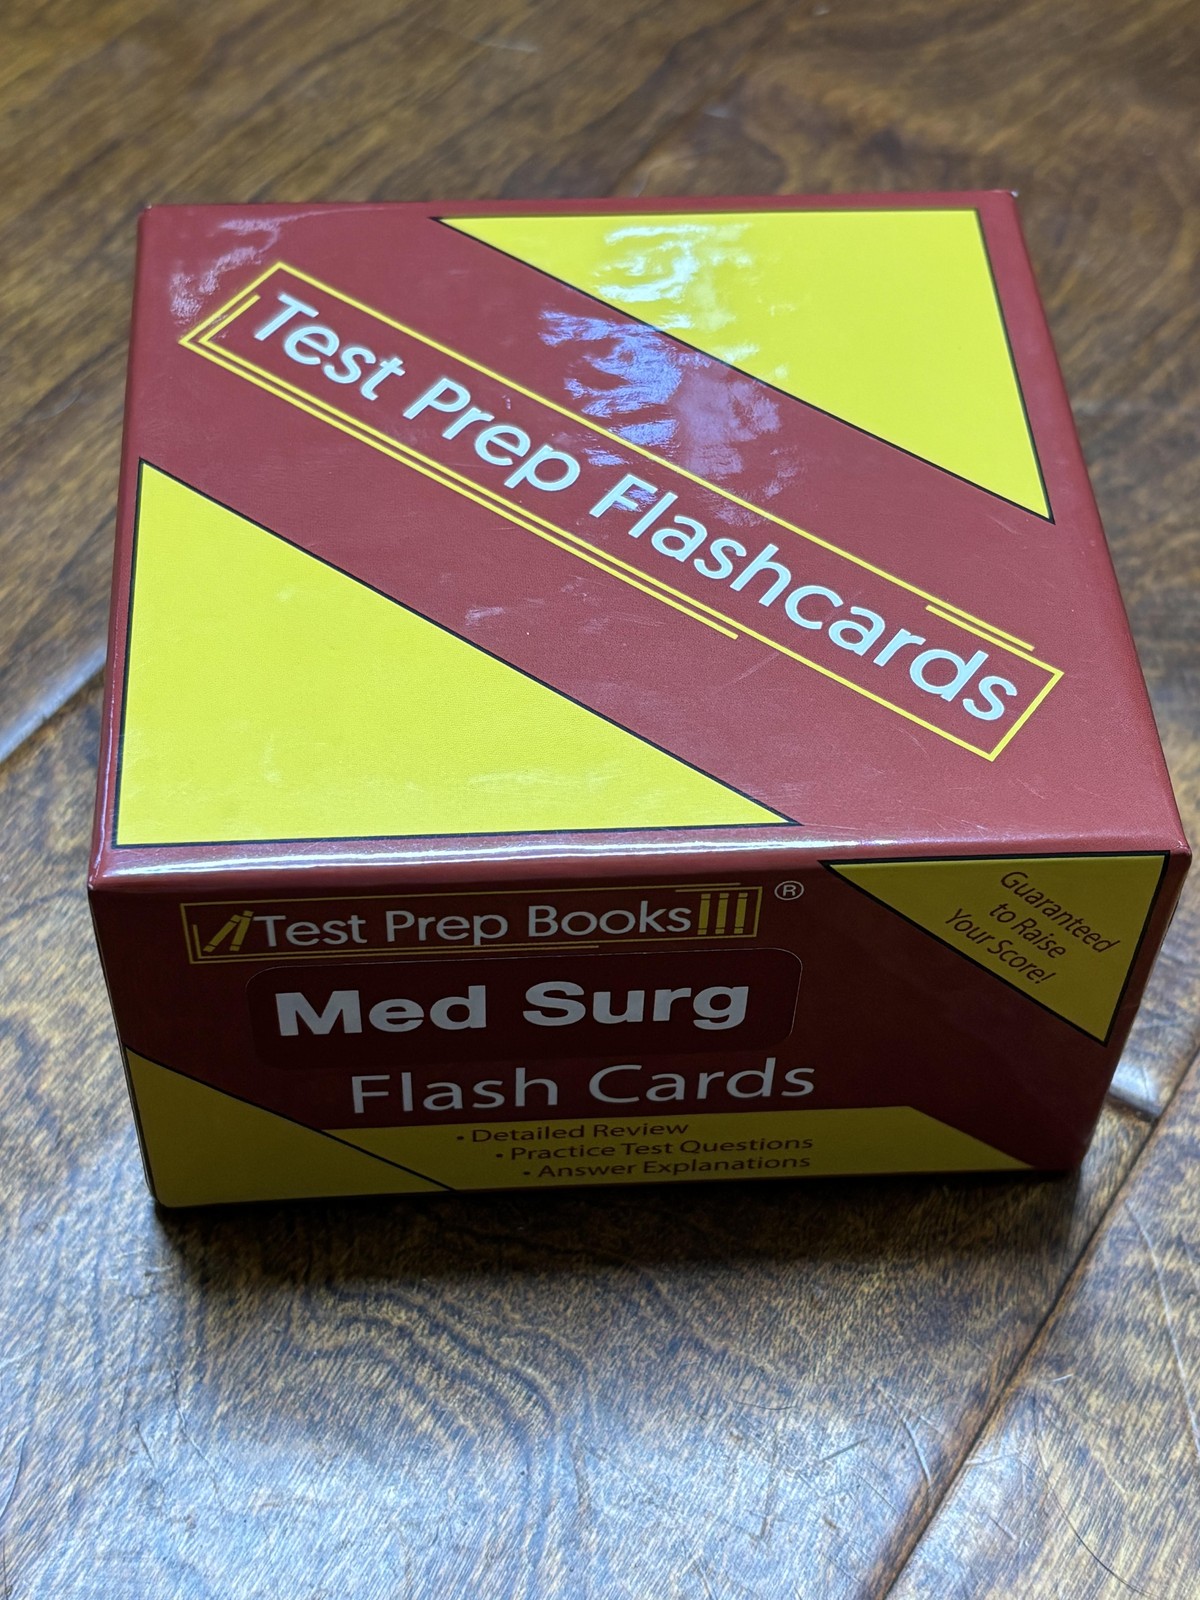 Test Prep Flashcards
Test Prep Books
®
Med Surg
Flash Cards
• Detailed Review
• Practice Test Questions
• Answer Explanations
Guaranteed
to Raise
Your Score!